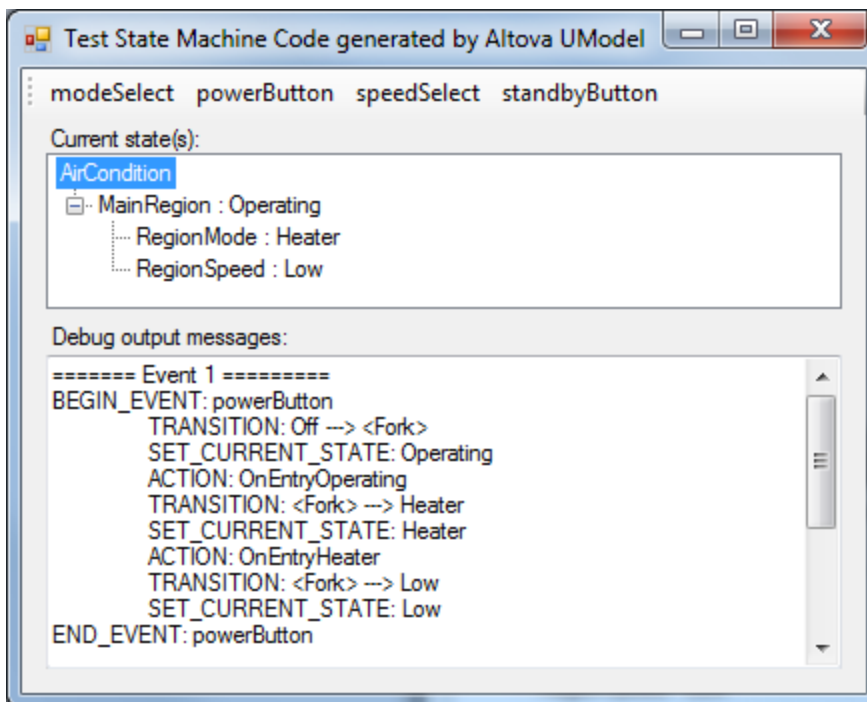 Test State Machine Code generated by Altova UModel
modeSelect powerButton speedSelect standbyButton
Current state(s):
AirCondition
MainRegion : Operating
RegionMode : Heater
RegionSpeed : Low
Debug output messages:
======= Event 1 =========
BEGIN_EVENT: powerButton
TRANSITION: Off ---> <Fork>
SET_CURRENT_STATE: Operating
ACTION: OnEntryOperating
TRANSITION: <Fork> ---> Heater
SET_CURRENT_STATE: Heater
ACTION: OnEntryHeater
TRANSITION: <Fork> ---> Low
SET_CURRENT_STATE: Low
END_EVENT: powerButton